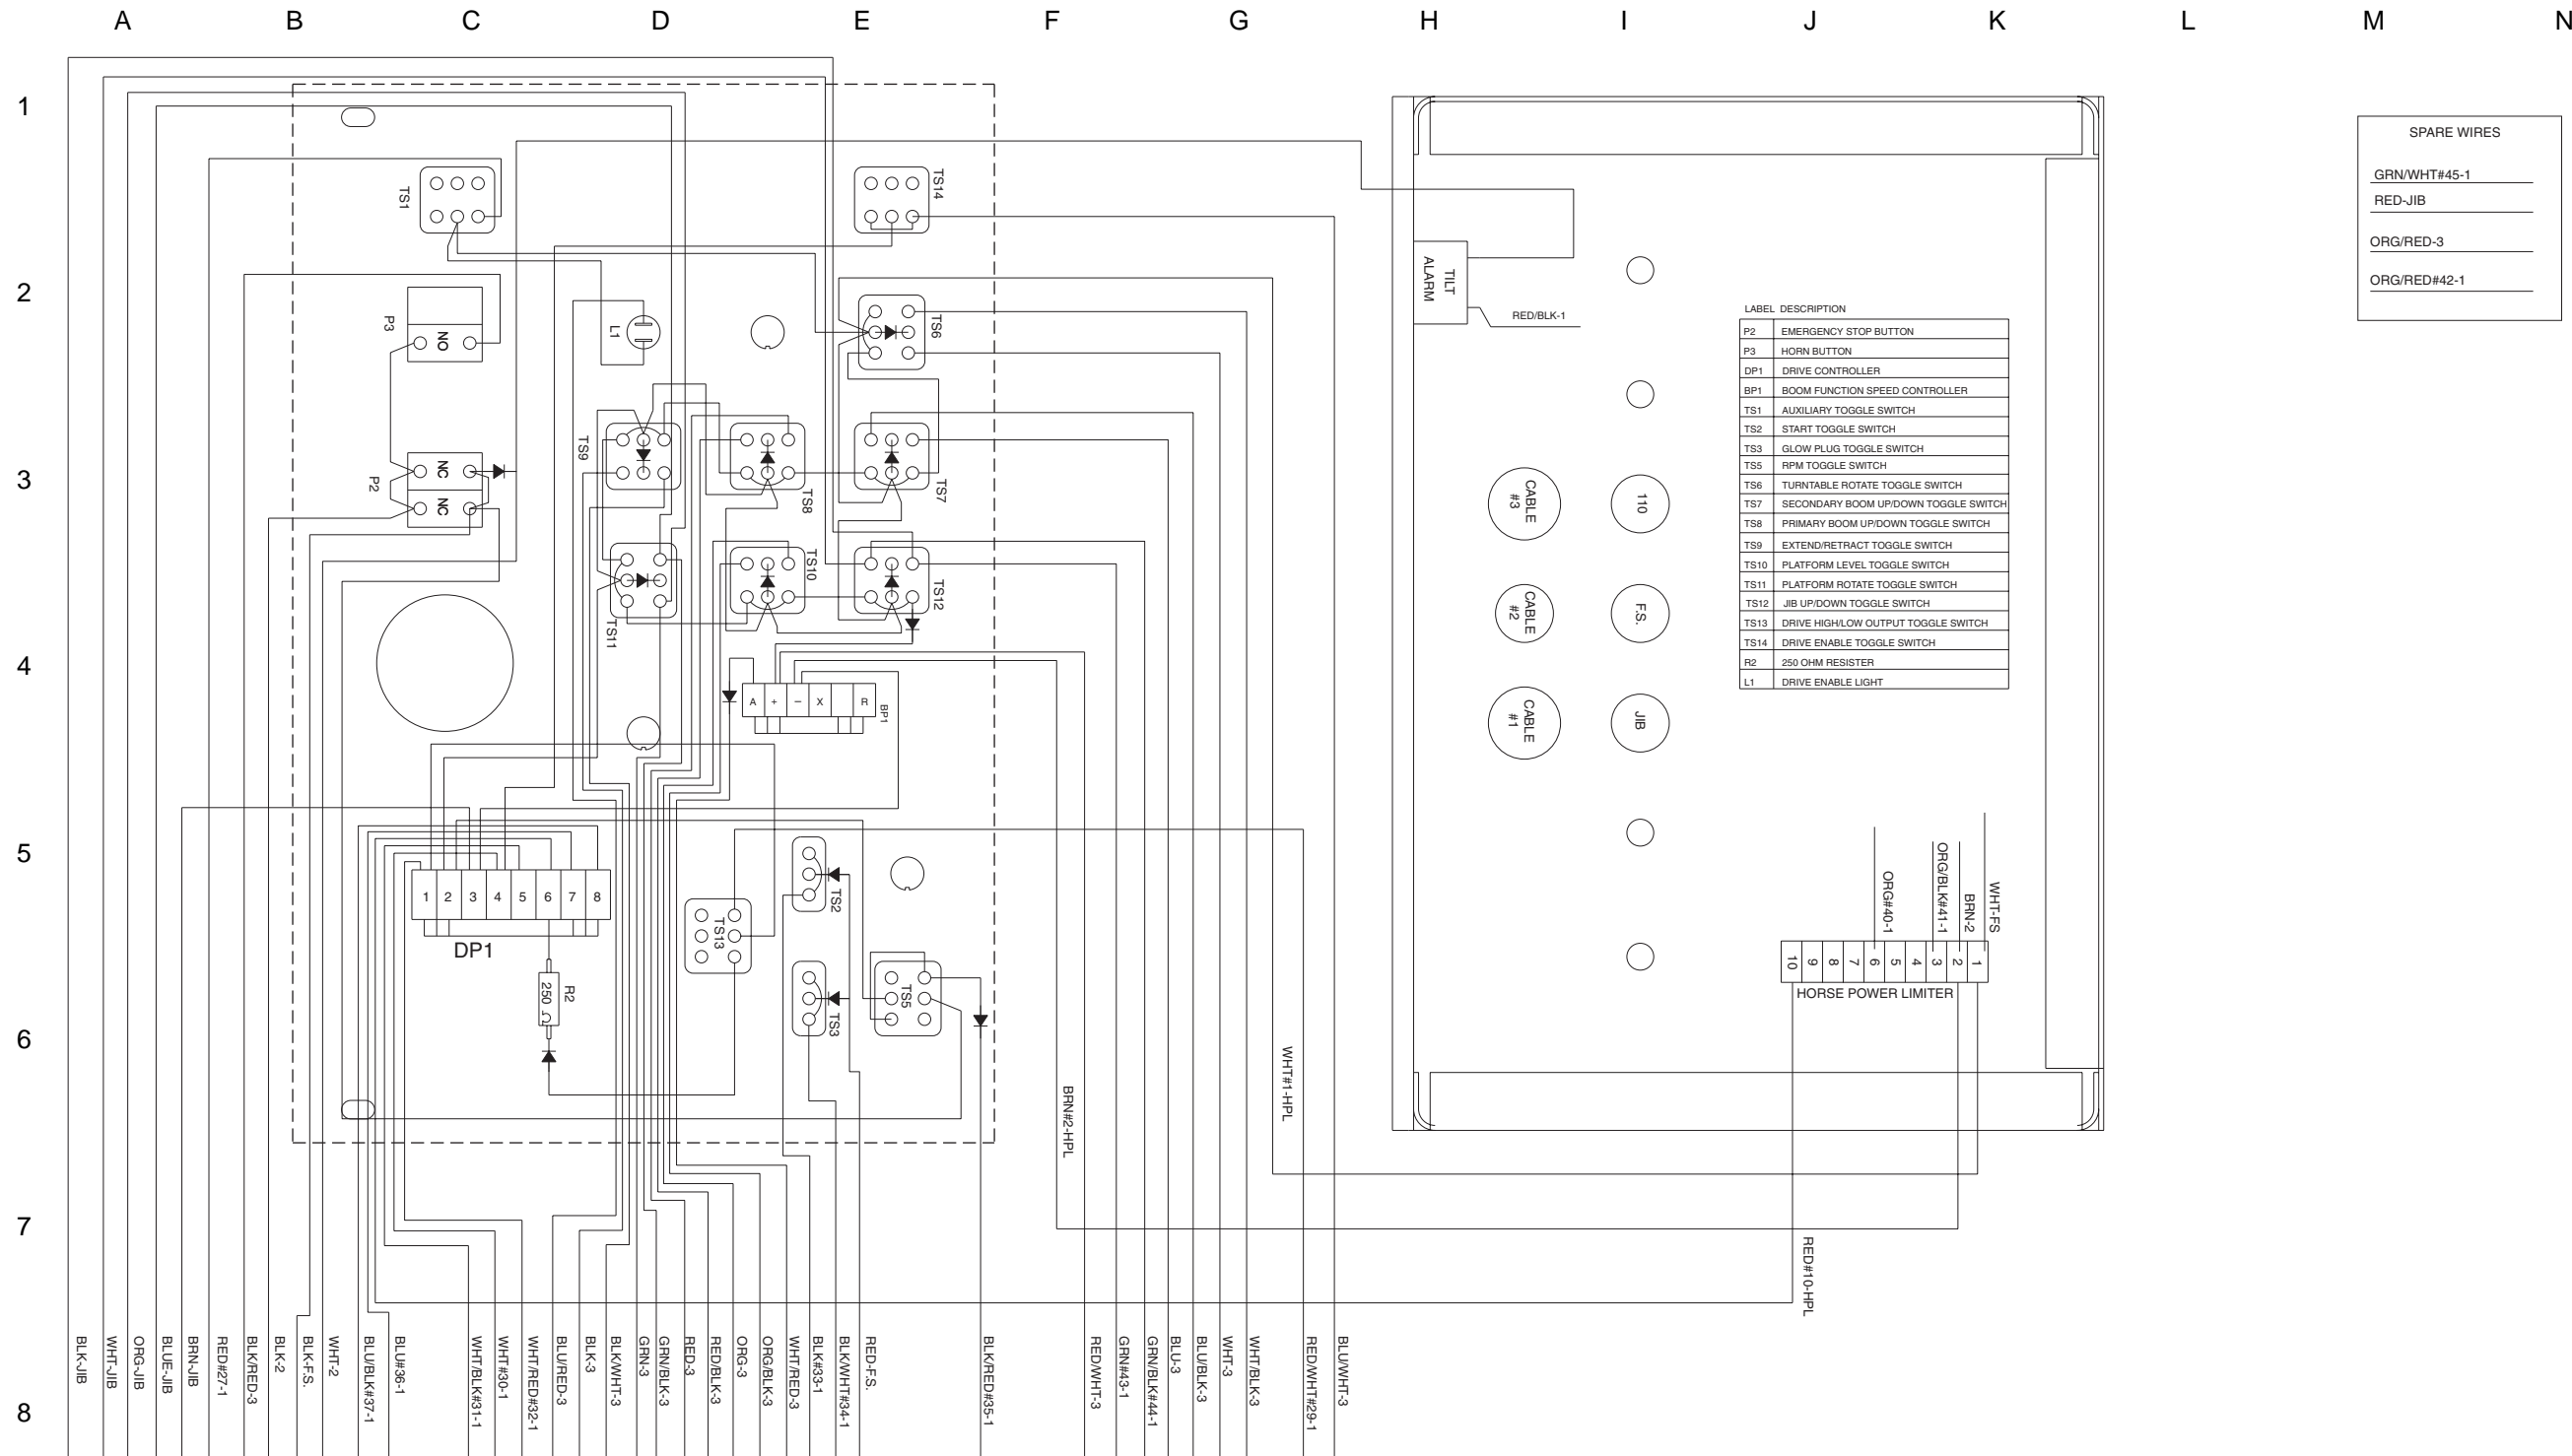 A B C D E F G H I J K L M N
1
2
3
4
5
6
7
8
TS1
TS14
P3
NO
L1
TS6
P2
NC
NC
TS9
TS8
TS7
TS11
TS10
TS12
A + – X R
BP1
1 2 3 4 5 6 7 8
DP1
250 Ω
R2
TS13
TS2
TS3
TS5
TILT
ALARM
RED/BLK-1
CABLE
#3
110
CABLE
#2
F.S.
CABLE
#1
JIB
LABEL DESCRIPTION
P2 EMERGENCY STOP BUTTON
P3 HORN BUTTON
DP1 DRIVE CONTROLLER
BP1 BOOM FUNCTION SPEED CONTROLLER
TS1 AUXILIARY TOGGLE SWITCH
TS2 START TOGGLE SWITCH
TS3 GLOW PLUG TOGGLE SWITCH
TS5 RPM TOGGLE SWITCH
TS6 TURNTABLE ROTATE TOGGLE SWITCH
TS7 SECONDARY BOOM UP/DOWN TOGGLE SWITCH
TS8 PRIMARY BOOM UP/DOWN TOGGLE SWITCH
TS9 EXTEND/RETRACT TOGGLE SWITCH
TS10 PLATFORM LEVEL TOGGLE SWITCH
TS11 PLATFORM ROTATE TOGGLE SWITCH
TS12 JIB UP/DOWN TOGGLE SWITCH
TS13 DRIVE HIGH/LOW OUTPUT TOGGLE SWITCH
TS14 DRIVE ENABLE TOGGLE SWITCH
R2 250 OHM RESISTER
L1 DRIVE ENABLE LIGHT
SPARE WIRES
GRN/WHT#45-1
RED-JIB
ORG/RED-3
ORG/RED#42-1
ORG#40-1
ORG/BLK#41-1
BRN-2
WHT-FS
10 9 8 7 6 5 4 3 2 1
HORSE POWER LIMITER
BRN#2-HPL
WHT#1-HPL
RED#10-HPL
BLK-JIB
WHT-JIB
ORG-JIB
BLUE-JIB
BRN-JIB
RED#27-1
BLK/RED-3
BLK-2
BLK-F.S.
WHT-2
BLU/BLK#37-1
BLU#36-1
WHT/BLK#31-1
WHT#30-1
WHT/RED#32-1
BLU/RED-3
BLK-3
BLK/WHT-3
GRN-3
GRN/BLK-3
RED-3
RED/BLK-3
ORG-3
ORG/BLK-3
WHT/RED-3
BLK#33-1
BLK/WHT#34-1
RED-F.S.
BLK/RED#35-1
RED/WHT-3
GRN#43-1
GRN/BLK#44-1
BLU-3
BLU/BLK-3
WHT-3
WHT/BLK-3
RED/WHT#29-1
BLU/WHT-3